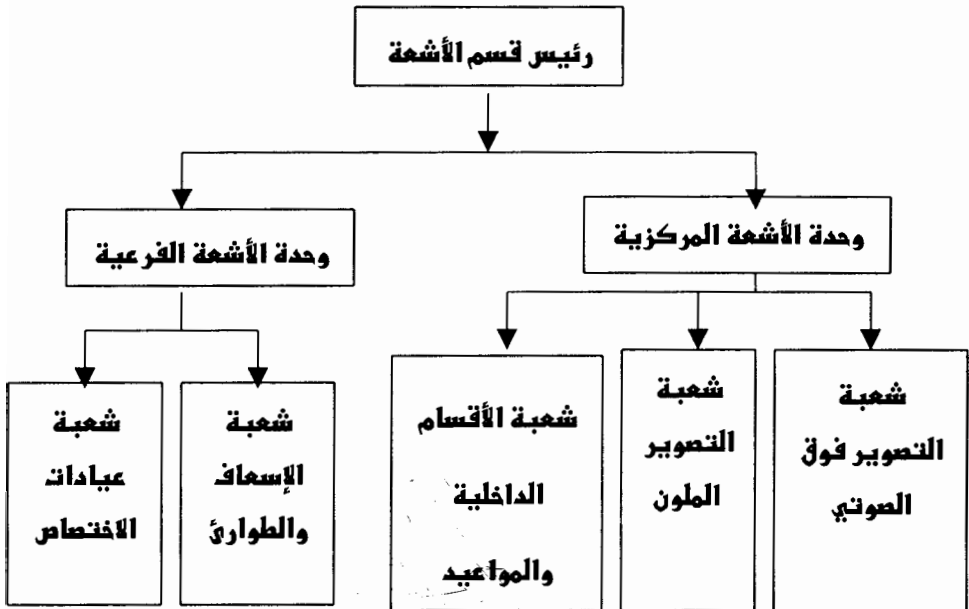 رئيس قسم الأشعة
وحدة الأشعة المركزية
وحدة الأشعة الفرعية
شعبة
التصوير فوق
الصوتي
شعبة
التصوير
الملون
شعبة الأقسام
الداخلية
والمواعيد
شعبة
الإسعاف
والطوارئ
شعبة
عيادات
الاختصاص